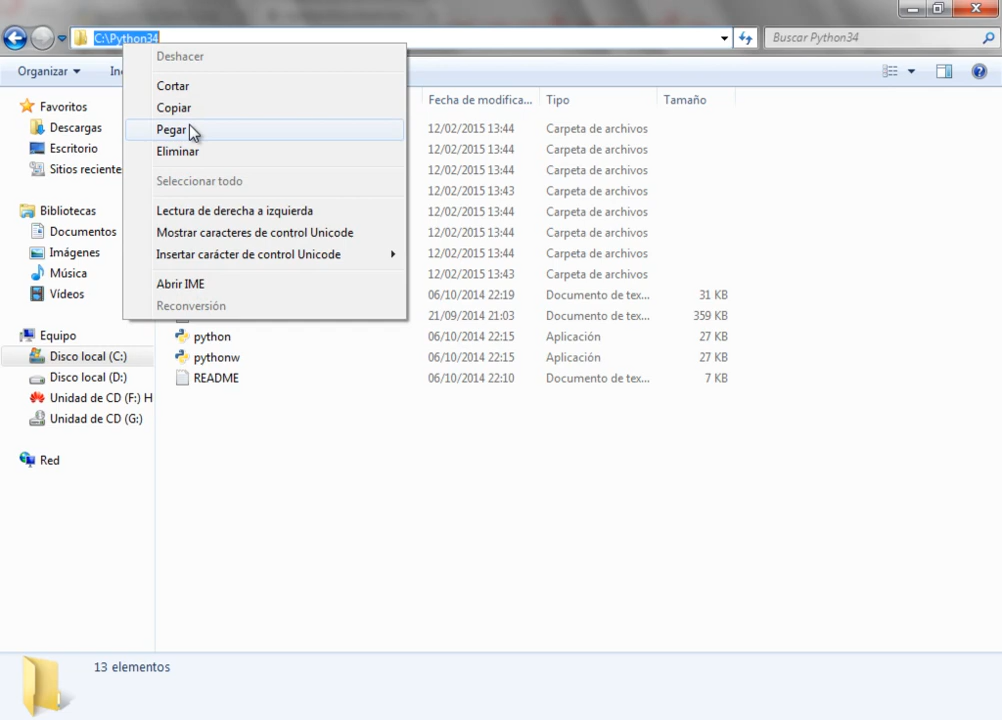 C:\Python34
Buscar Python34
Organizar
In
Deshacer
Cortar
Copiar
Pegar
Eliminar
Seleccionar todo
Lectura de derecha a izquierda
Mostrar caracteres de control Unicode
Insertar carácter de control Unicode
Abrir IME
Reconversión
Favoritos
Descargas
Escritorio
Sitios reciente
Bibliotecas
Documentos
Imágenes
Música
Vídeos
Equipo
Disco local (C:)
Disco local (D:)
Unidad de CD (F:) H
Unidad de CD (G:)
Red
Fecha de modifica... Tipo Tamaño
12/02/2015 13:44 Carpeta de archivos
12/02/2015 13:44 Carpeta de archivos
12/02/2015 13:44 Carpeta de archivos
12/02/2015 13:43 Carpeta de archivos
12/02/2015 13:44 Carpeta de archivos
12/02/2015 13:44 Carpeta de archivos
12/02/2015 13:44 Carpeta de archivos
12/02/2015 13:43 Carpeta de archivos
06/10/2014 22:19 Documento de tex... 31 KB
21/09/2014 21:03 Documento de tex... 359 KB
python 06/10/2014 22:15 Aplicación 27 KB
pythonw 06/10/2014 22:15 Aplicación 27 KB
README 06/10/2014 22:10 Documento de tex... 7 KB
13 elementos